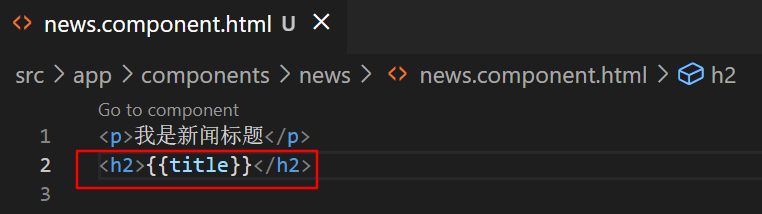 news.component.html U
src > app > components > news > news.component.html > h2
Go to component
1 <p>我是新闻标题</p>
2 <h2>{{title}}</h2>
3